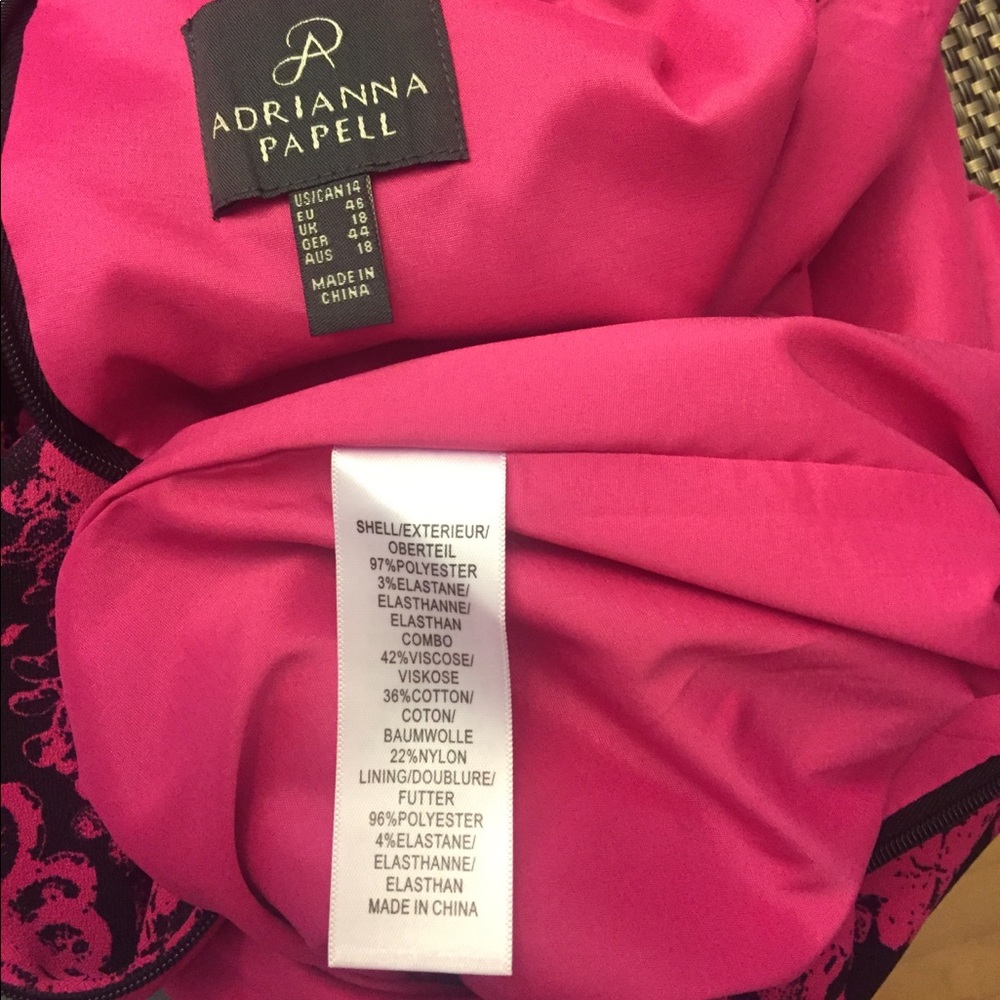 ADRIANNA
PAPELL
US/CAN 14
EU 46
UK 18
GER 44
AUS 18
MADE IN
CHINA
SHELL/EXTERIEUR/
OBERTEIL
97%POLYESTER
3%ELASTANE/
ELASTHANNE/
ELASTHAN
COMBO
42%VISCOSE/
VISKOSE
36%COTTON/
COTON/
BAUMWOLLE
22%NYLON
LINING/DOUBLURE/
FUTTER
96%POLYESTER
4%ELASTANE/
ELASTHANNE/
ELASTHAN
MADE IN CHINA